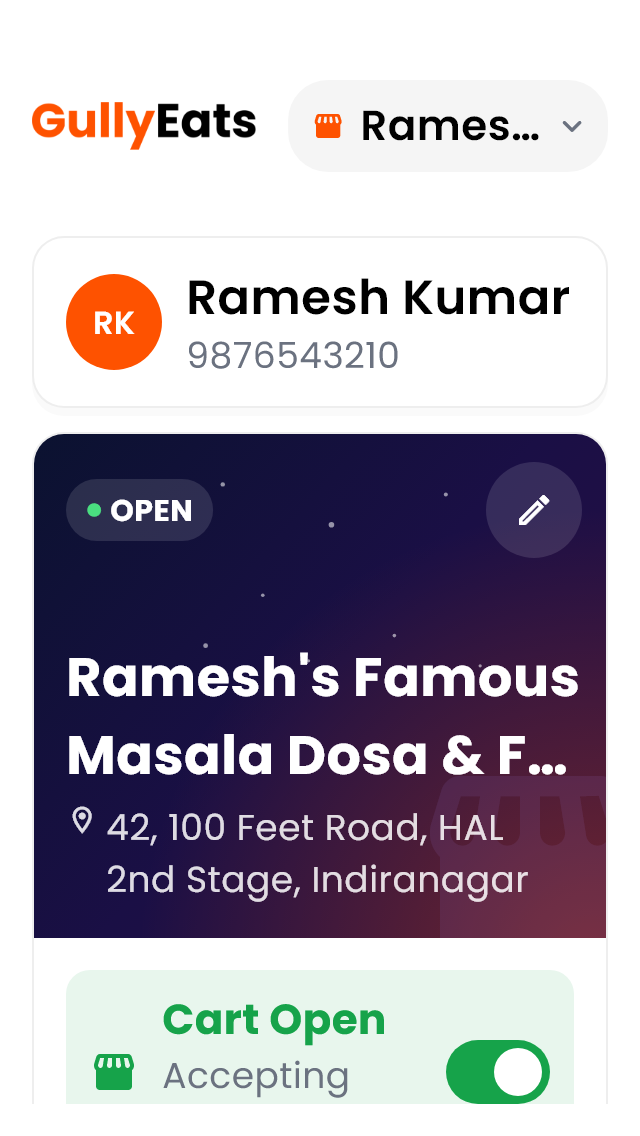 GullyEats
Rames...
RK
Ramesh Kumar
9876543210
OPEN
Ramesh's Famous
Masala Dosa & F...
42, 100 Feet Road, HAL
2nd Stage, Indiranagar
Cart Open
Accepting